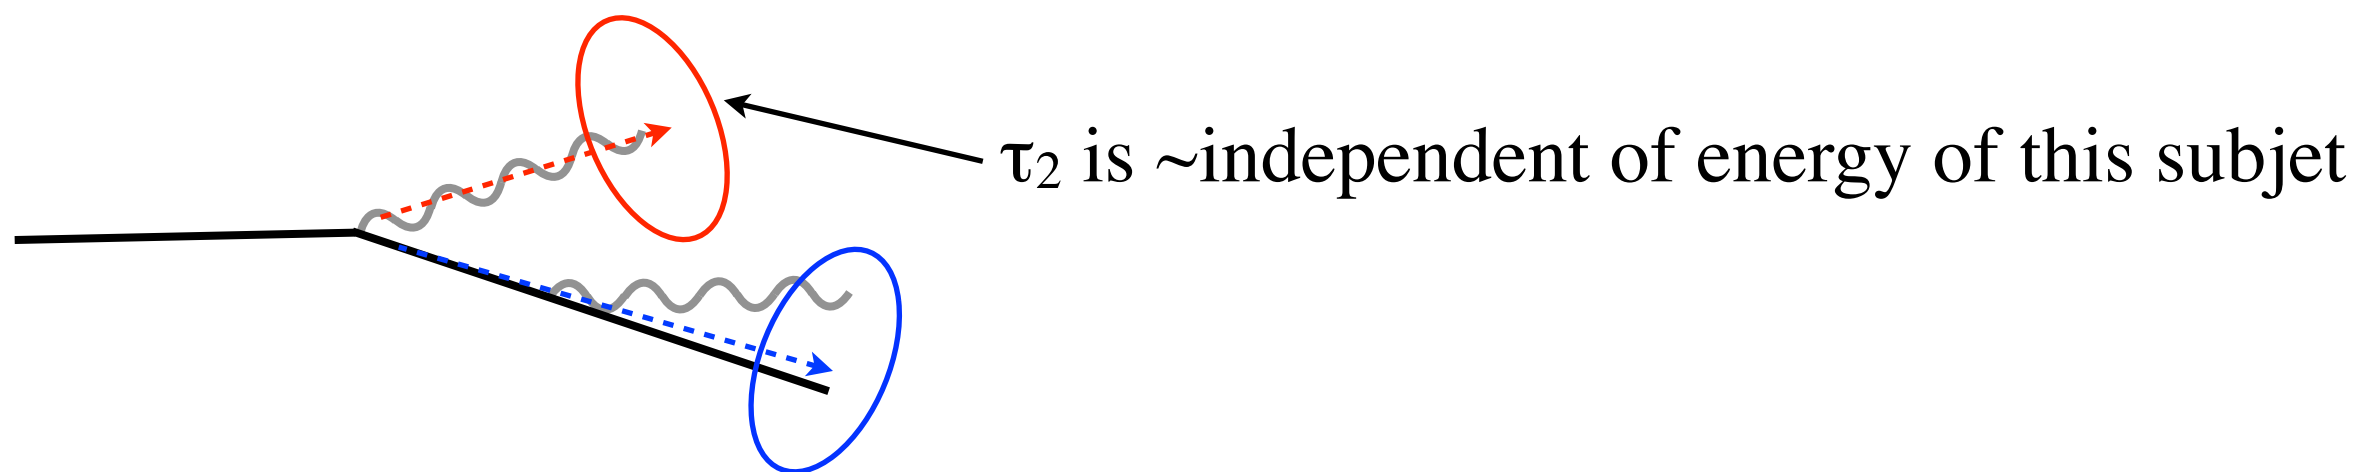 τ₂ is ~independent of energy of this subjet